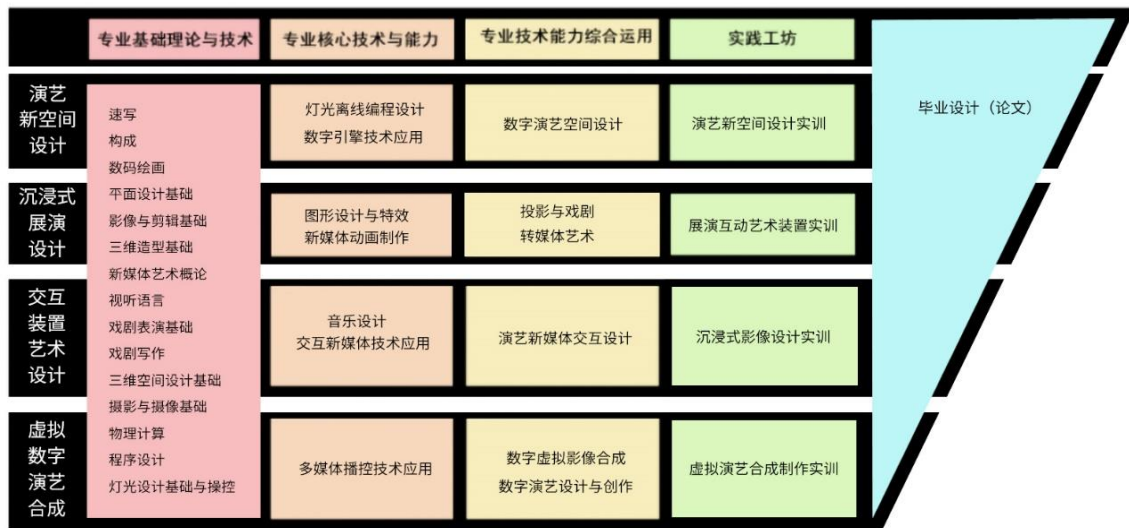 专业基础理论与技术
专业核心技术与能力
专业技术能力综合运用
实践工坊
毕业设计（论文）
演艺
新空间
设计
速写
构成
数码绘画
平面设计基础
影像与剪辑基础
三维造型基础
新媒体艺术概论
视听语言
戏剧表演基础
戏剧写作
三维空间设计基础
摄影与摄像基础
物理计算
程序设计
灯光设计基础与操控
灯光离线编程设计
数字引擎技术应用
数字演艺空间设计
演艺新空间设计实训
沉浸式
展演
设计
图形设计与特效
新媒体动画制作
投影与戏剧
转媒体艺术
展演互动艺术装置实训
交互
装置
艺术
设计
音乐设计
交互新媒体技术应用
演艺新媒体交互设计
沉浸式影像设计实训
虚拟
数字
演艺
合成
多媒体播控技术应用
数字虚拟影像合成
数字演艺设计与创作
虚拟演艺合成制作实训